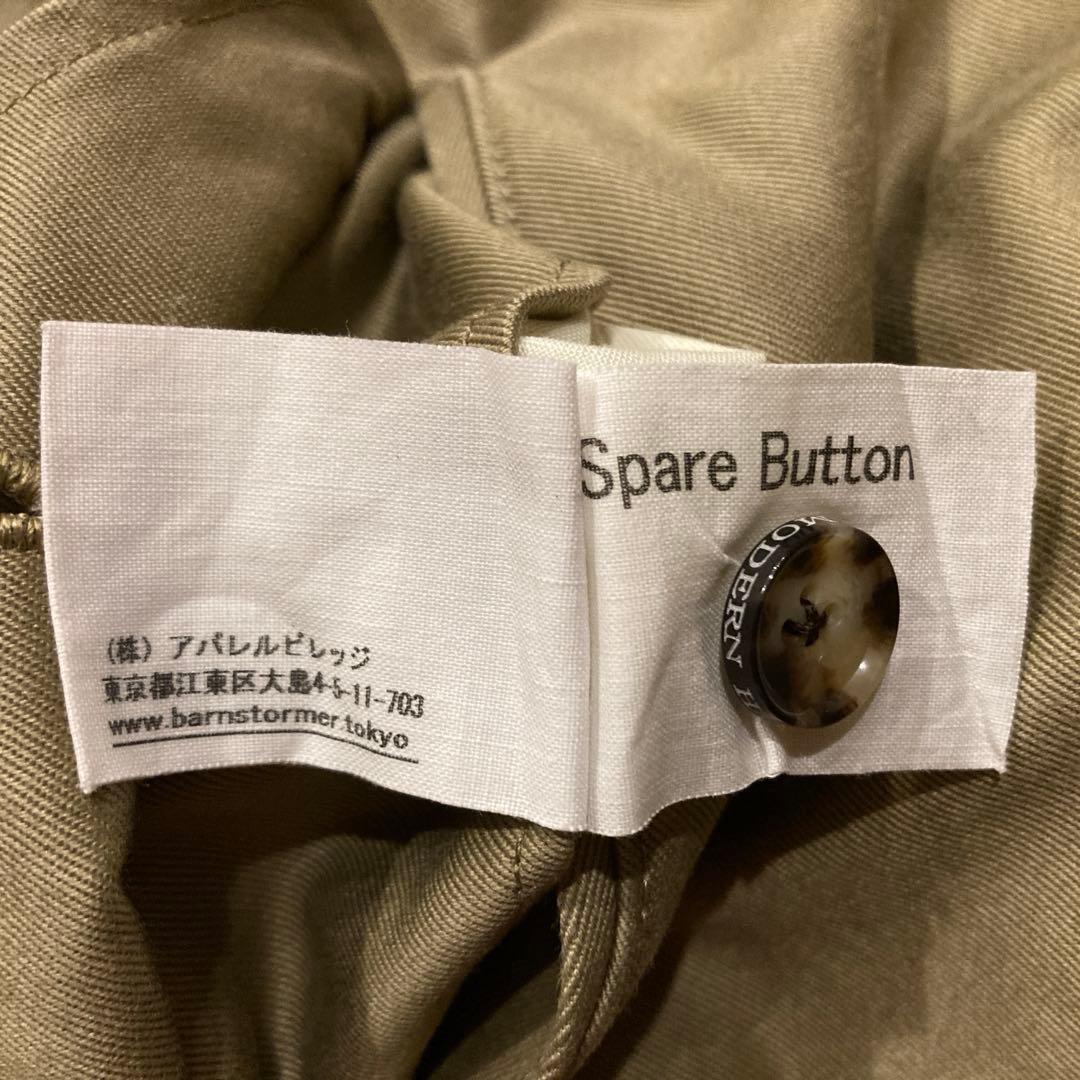 Spare Button
MODERN
(株) アパレルビレッジ
東京都江東区大島4-5-11-703
www.barnstormer.tokyo